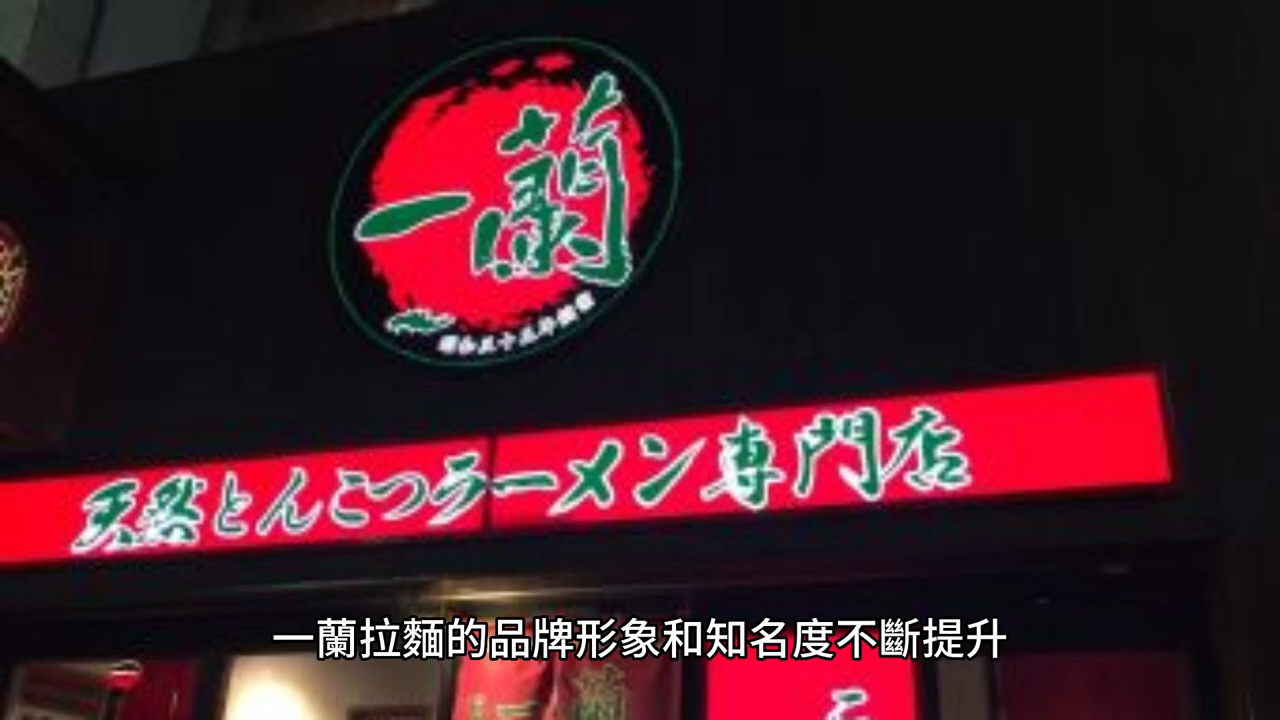 一蘭
天然とんこつラーメン専門店
一蘭拉麵的品牌形象和知名度不斷提升